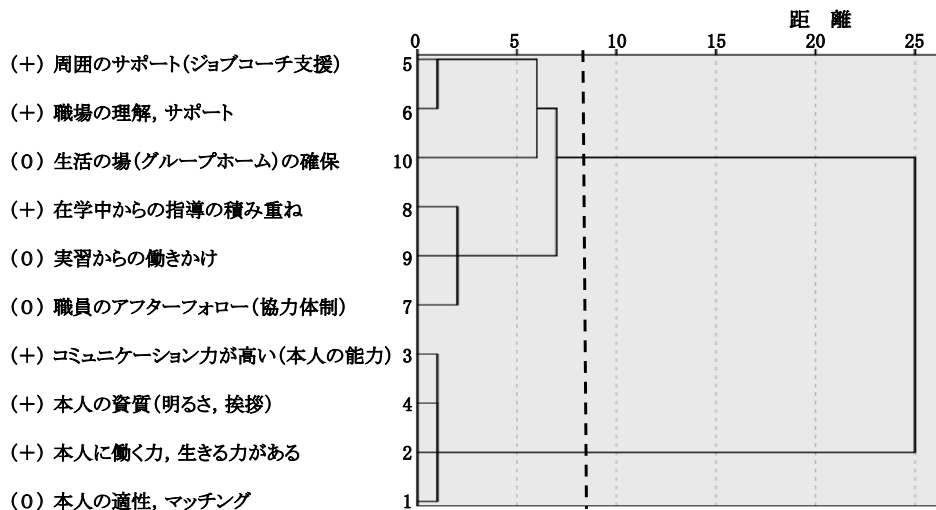 距 離
0 5 10 15 20 25
(+) 周囲のサポート(ジョブコーチ支援) 5
(+) 職場の理解, サポート 6
(0) 生活の場(グループホーム)の確保 10
(+) 在学中からの指導の積み重ね 8
(0) 実習からの働きかけ 9
(0) 職員のアフターフォロー(協力体制) 7
(+) コミュニケーション力が高い(本人の能力) 3
(+) 本人の資質(明るさ, 挨拶) 4
(+) 本人に働く力, 生きる力がある 2
(0) 本人の適性, マッチング 1